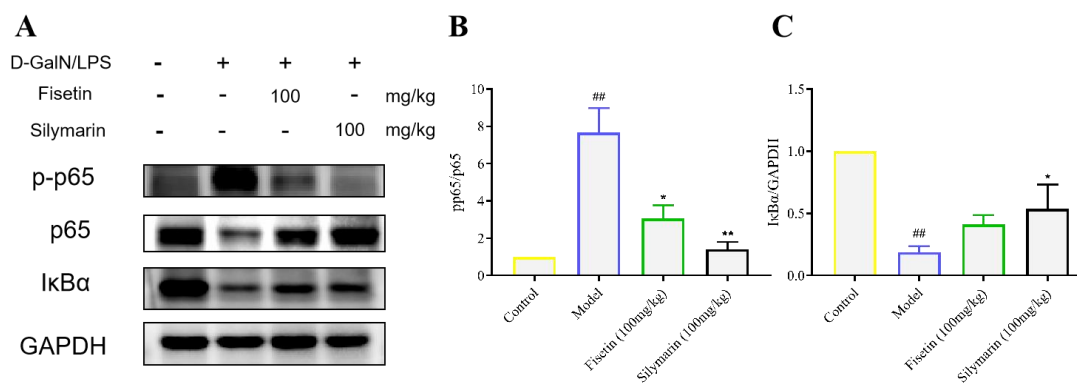 A
D-GalN/LPS - + + +
Fisetin - - 100 - mg/kg
Silymarin - - - 100 mg/kg
p-p65
p65
IκBα
GAPDH
B
pp65/p65
10
8
6
4
2
0
##
*
**
Control
Model
Fisetin (100mg/kg)
Silymarin (100mg/kg)
C
IκBα/GAPDH
1.5
1.0
0.5
0.0
##
*
Control
Model
Fisetin (100mg/kg)
Silymarin (100mg/kg)